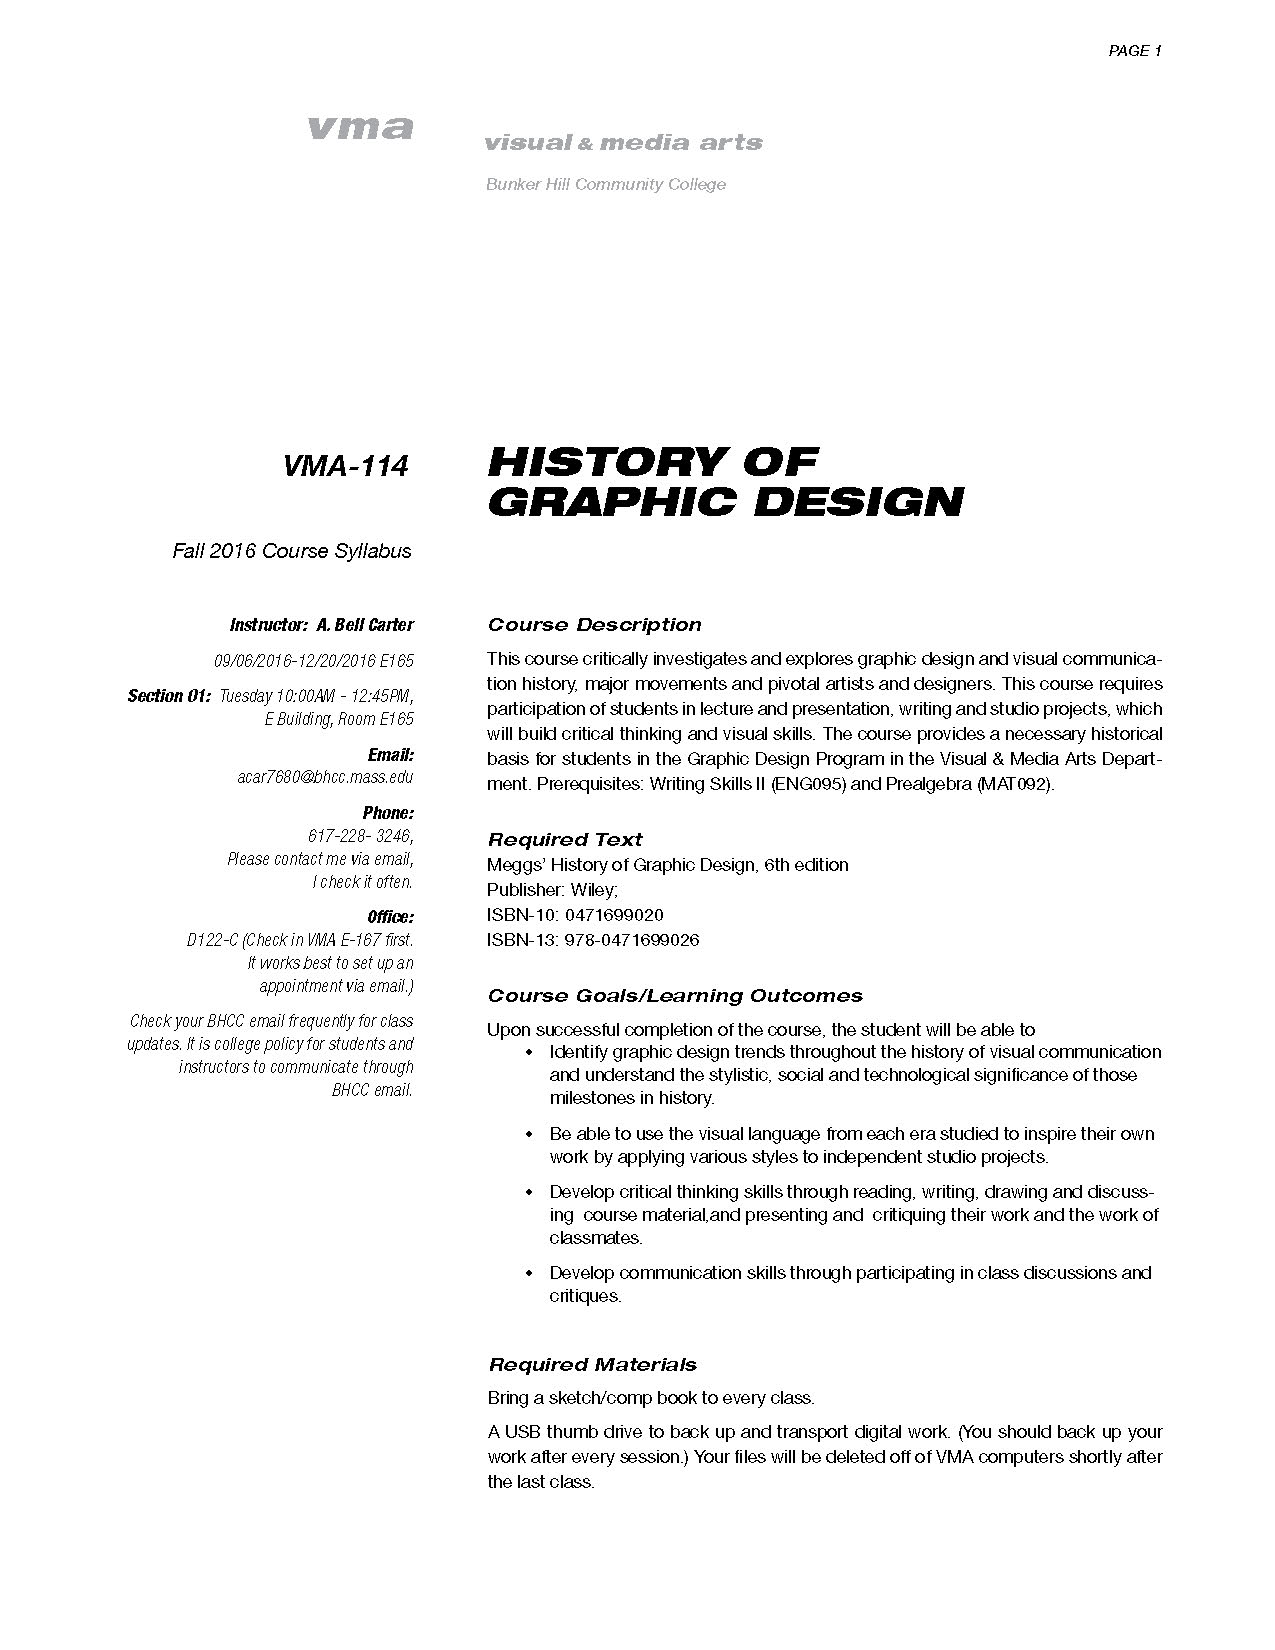 PAGE 1
vma
visual & media arts
Bunker Hill Community College
VMA-114
HISTORY OF
GRAPHIC DESIGN
Fall 2016 Course Syllabus
Instructor:  A. Bell Carter
09/06/2016-12/20/2016 E165
Section 01:  Tuesday 10:00AM - 12:45PM,
E Building, Room E165
Email:
acar7680@bhcc.mass.edu
Phone:
617-228- 3246,
Please contact me via email,
I check it often.
Office:
D122-C (Check in VMA E-167 first.
It works best to set up an
appointment via email.)
Check your BHCC email frequently for class
updates. It is college policy for students and
instructors to communicate through
BHCC email.
Course Description
This course critically investigates and explores graphic design and visual communica-
tion history, major movements and pivotal artists and designers. This course requires
participation of students in lecture and presentation, writing and studio projects, which
will build critical thinking and visual skills. The course provides a necessary historical
basis for students in the Graphic Design Program in the Visual & Media Arts Depart-
ment. Prerequisites: Writing Skills II (ENG095) and Prealgebra (MAT092).
Required Text
Meggs’ History of Graphic Design, 6th edition
Publisher: Wiley;
ISBN-10: 0471699020
ISBN-13: 978-0471699026
Course Goals/Learning Outcomes
Upon successful completion of the course, the student will be able to
• Identify graphic design trends throughout the history of visual communication
and understand the stylistic, social and technological significance of those
milestones in history.
• Be able to use the visual language from each era studied to inspire their own
work by applying various styles to independent studio projects.
• Develop critical thinking skills through reading, writing, drawing and discuss-
ing  course material,and presenting and  critiquing their work and the work of
classmates.
• Develop communication skills through participating in class discussions and
critiques.
Required Materials
Bring a sketch/comp book to every class.
A USB thumb drive to back up and transport digital work. (You should back up your
work after every session.) Your files will be deleted off of VMA computers shortly after
the last class.